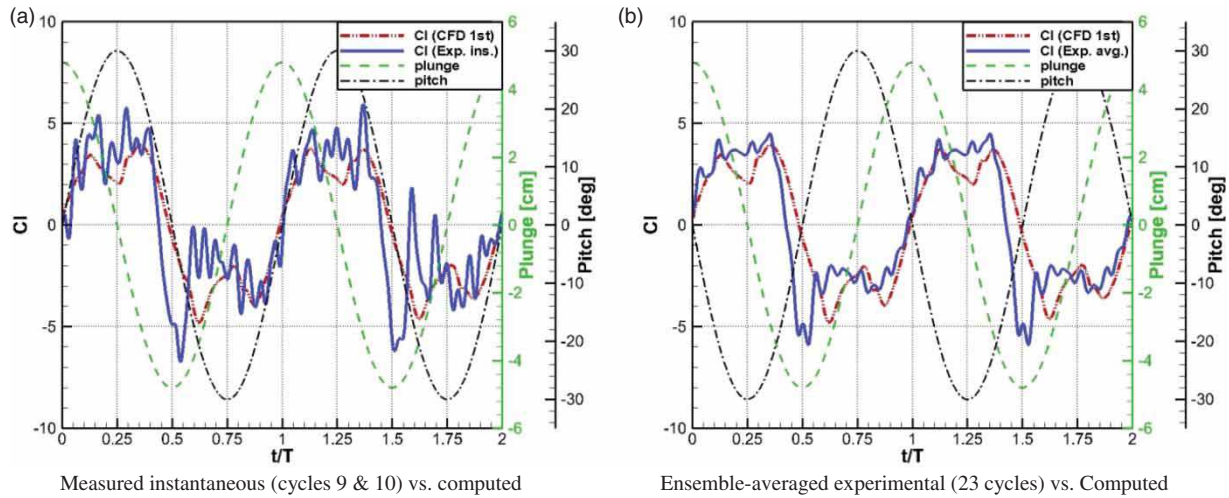 (a)
Cl (CFD 1st)
Cl (Exp. ins.)
plunge
pitch
10
5
0
-5
-10
Cl
0 0.25 0.5 0.75 1 1.25 1.5 1.75 2
t/T
6
4
2
0
-2
-4
-6
Plunge [cm]
30
20
10
0
-10
-20
-30
Pitch [deg]
Measured instantaneous (cycles 9 & 10) vs. computed
(b)
Cl (CFD 1st)
Cl (Exp. avg.)
plunge
pitch
10
5
0
-5
-10
Cl
0 0.25 0.5 0.75 1 1.25 1.5 1.75 2
t/T
6
4
2
0
-2
-4
-6
Plunge [cm]
30
20
10
0
-10
-20
-30
Pitch [deg]
Ensemble-averaged experimental (23 cycles) vs. Computed